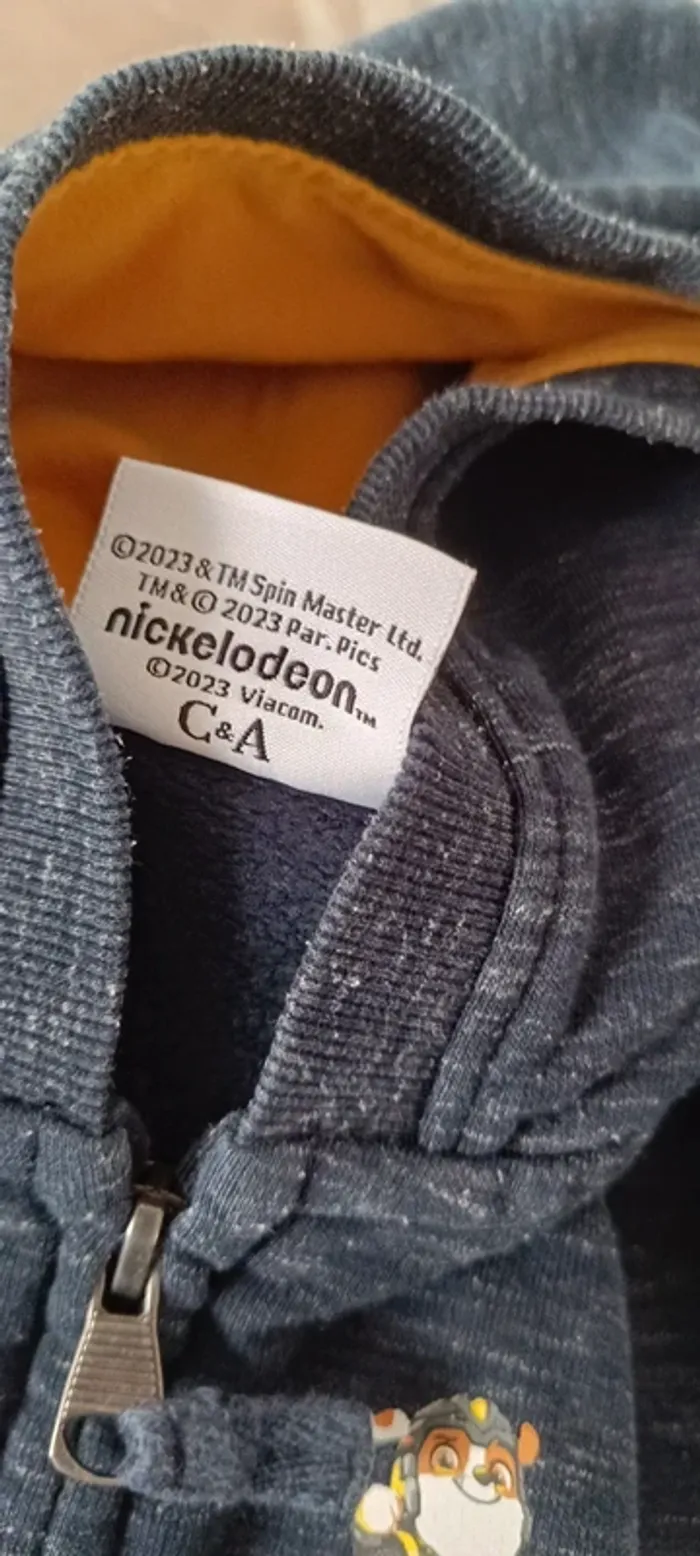 ©2023 & TM Spin Master Ltd.
TM & © 2023 Par. Pics
nickelodeon™
©2023 Viacom.
C&A